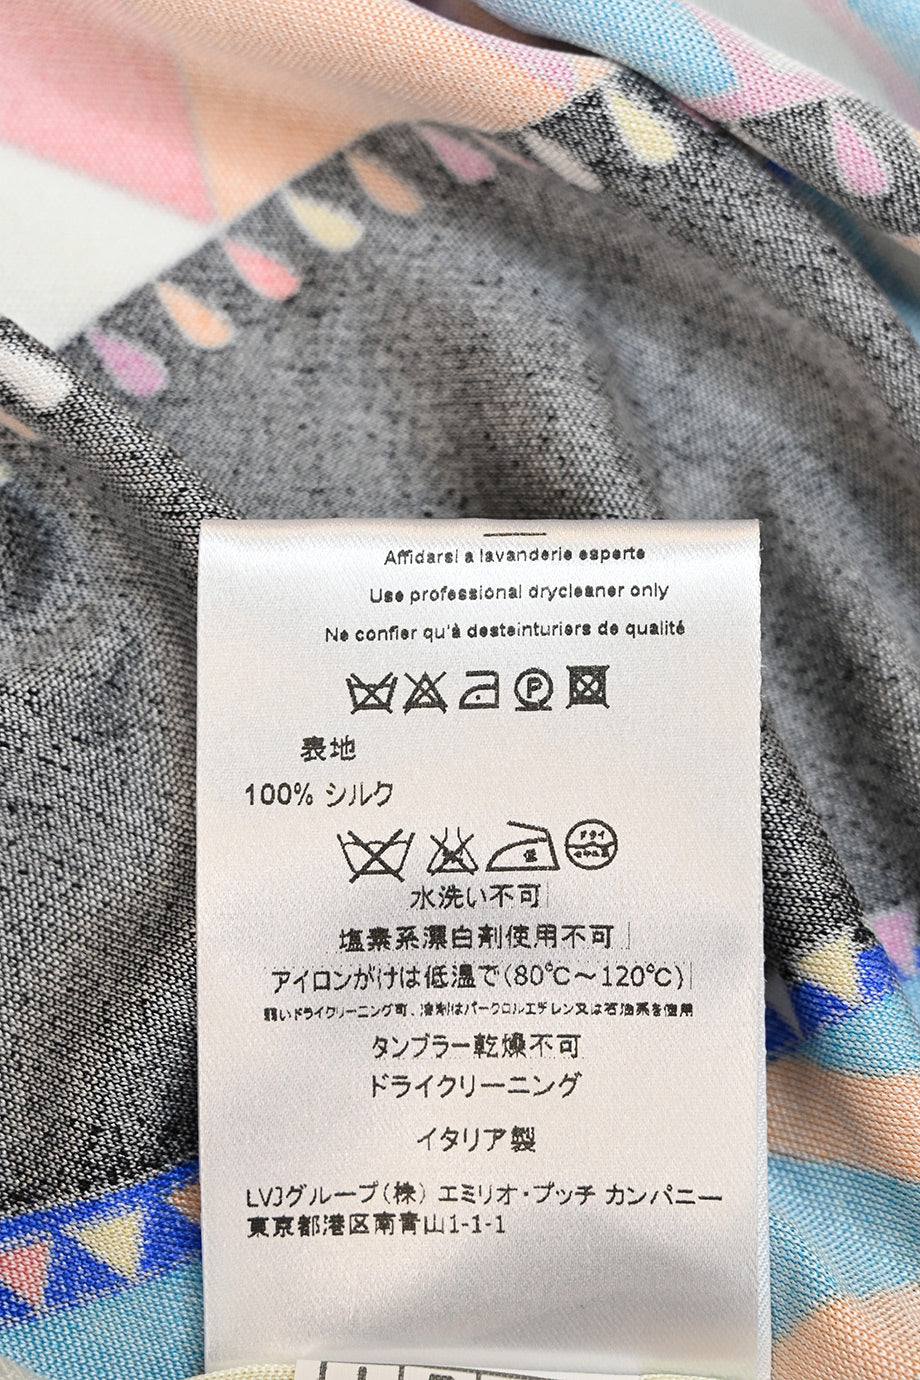 Affidarsi a lavanderie esperte
Use professional drycleaner only
Ne confier qu'à desteinturiers de qualité
P
表地
100% シルク
低 ドライ
水洗い不可
塩素系漂白剤使用不可
アイロンがけは低温で(80℃～120℃)
弱いドライクリーニング可、溶剤はパークロルエチレン又は石油系を使用
タンブラー乾燥不可
ドライクリーニング
イタリア製
LVJグループ(株) エミリオ・プッチ カンパニー
東京都港区南青山1-1-1